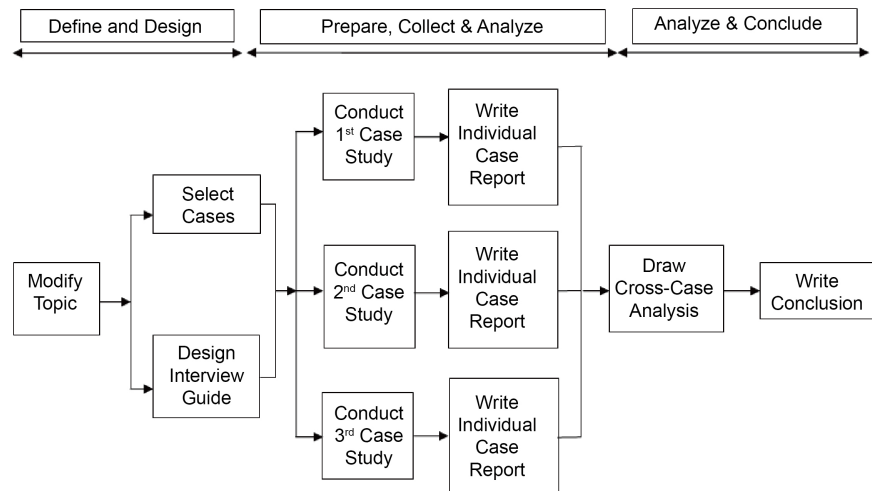 Define and Design
Prepare, Collect & Analyze
Analyze & Conclude
Modify
Topic
Select
Cases
Design
Interview
Guide
Conduct
1st Case
Study
Write
Individual
Case
Report
Conduct
2nd Case
Study
Write
Individual
Case
Report
Conduct
3rd Case
Study
Write
Individual
Case
Report
Draw
Cross-Case
Analysis
Write
Conclusion